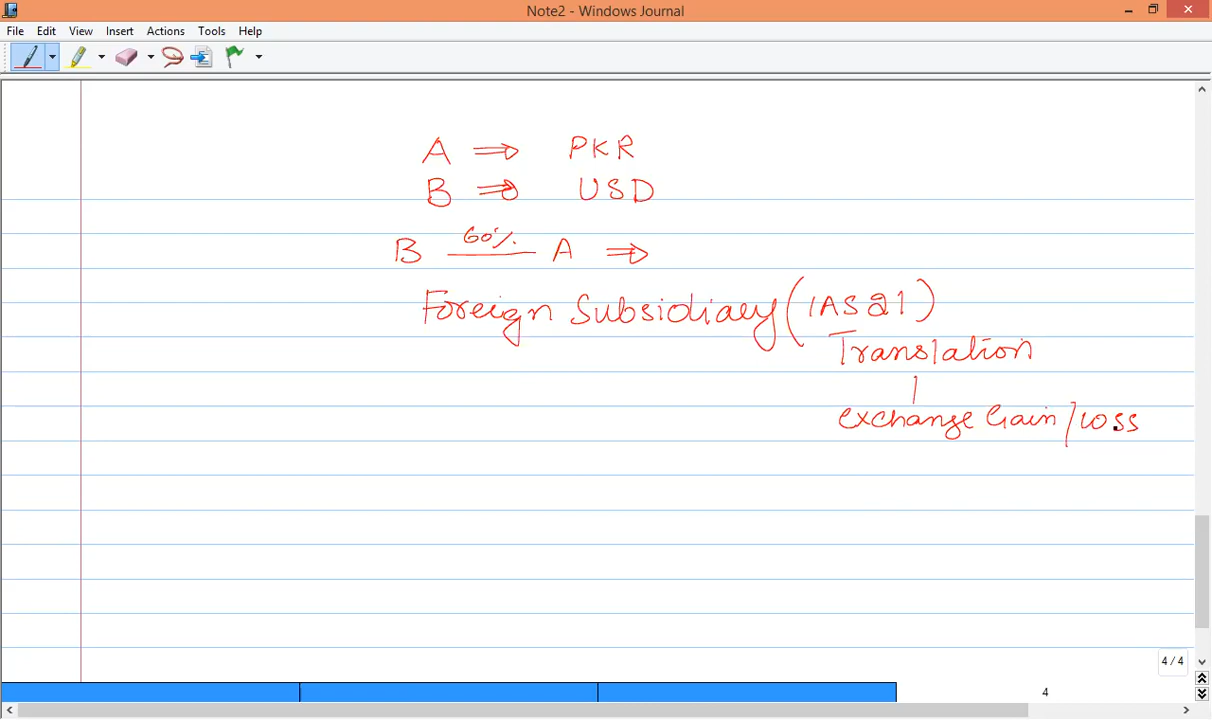 Note2 - Windows Journal
File Edit View Insert Actions Tools Help
A ⇒ PKR
B ⇒ USD
B 60% A ⇒
Foreign Subsidiary (IAS 21)
Translation
exchange Gain/Loss
4 / 4
4